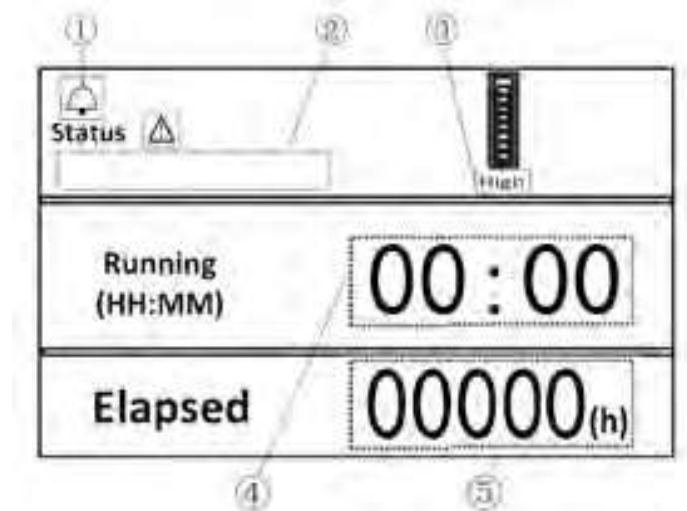 ① ② ③
Status
High
Running
(HH:MM)
00:00
Elapsed
00000(h)
④ ⑤